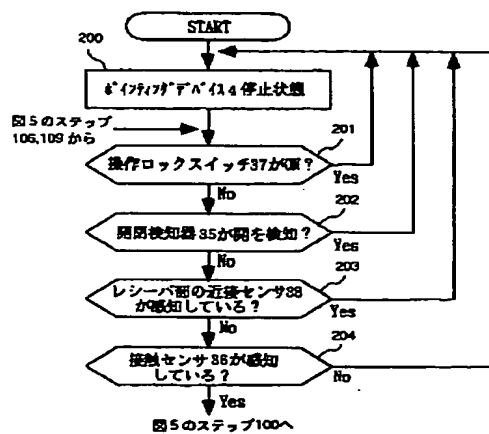 START
200
ﾎﾟｲﾝﾃｨﾝｸﾞﾃﾞﾊﾞｲｽ4 停止状態
図5のステップ
106,109 から
201
操作ロックスイッチ37がON?
Yes
No
202
開閉検知器35が開を検知?
Yes
No
203
レシーバ部の近接センサ38
が感知している?
Yes
No
204
接触センサ36が感知
している?
No
Yes
図5のステップ100へ